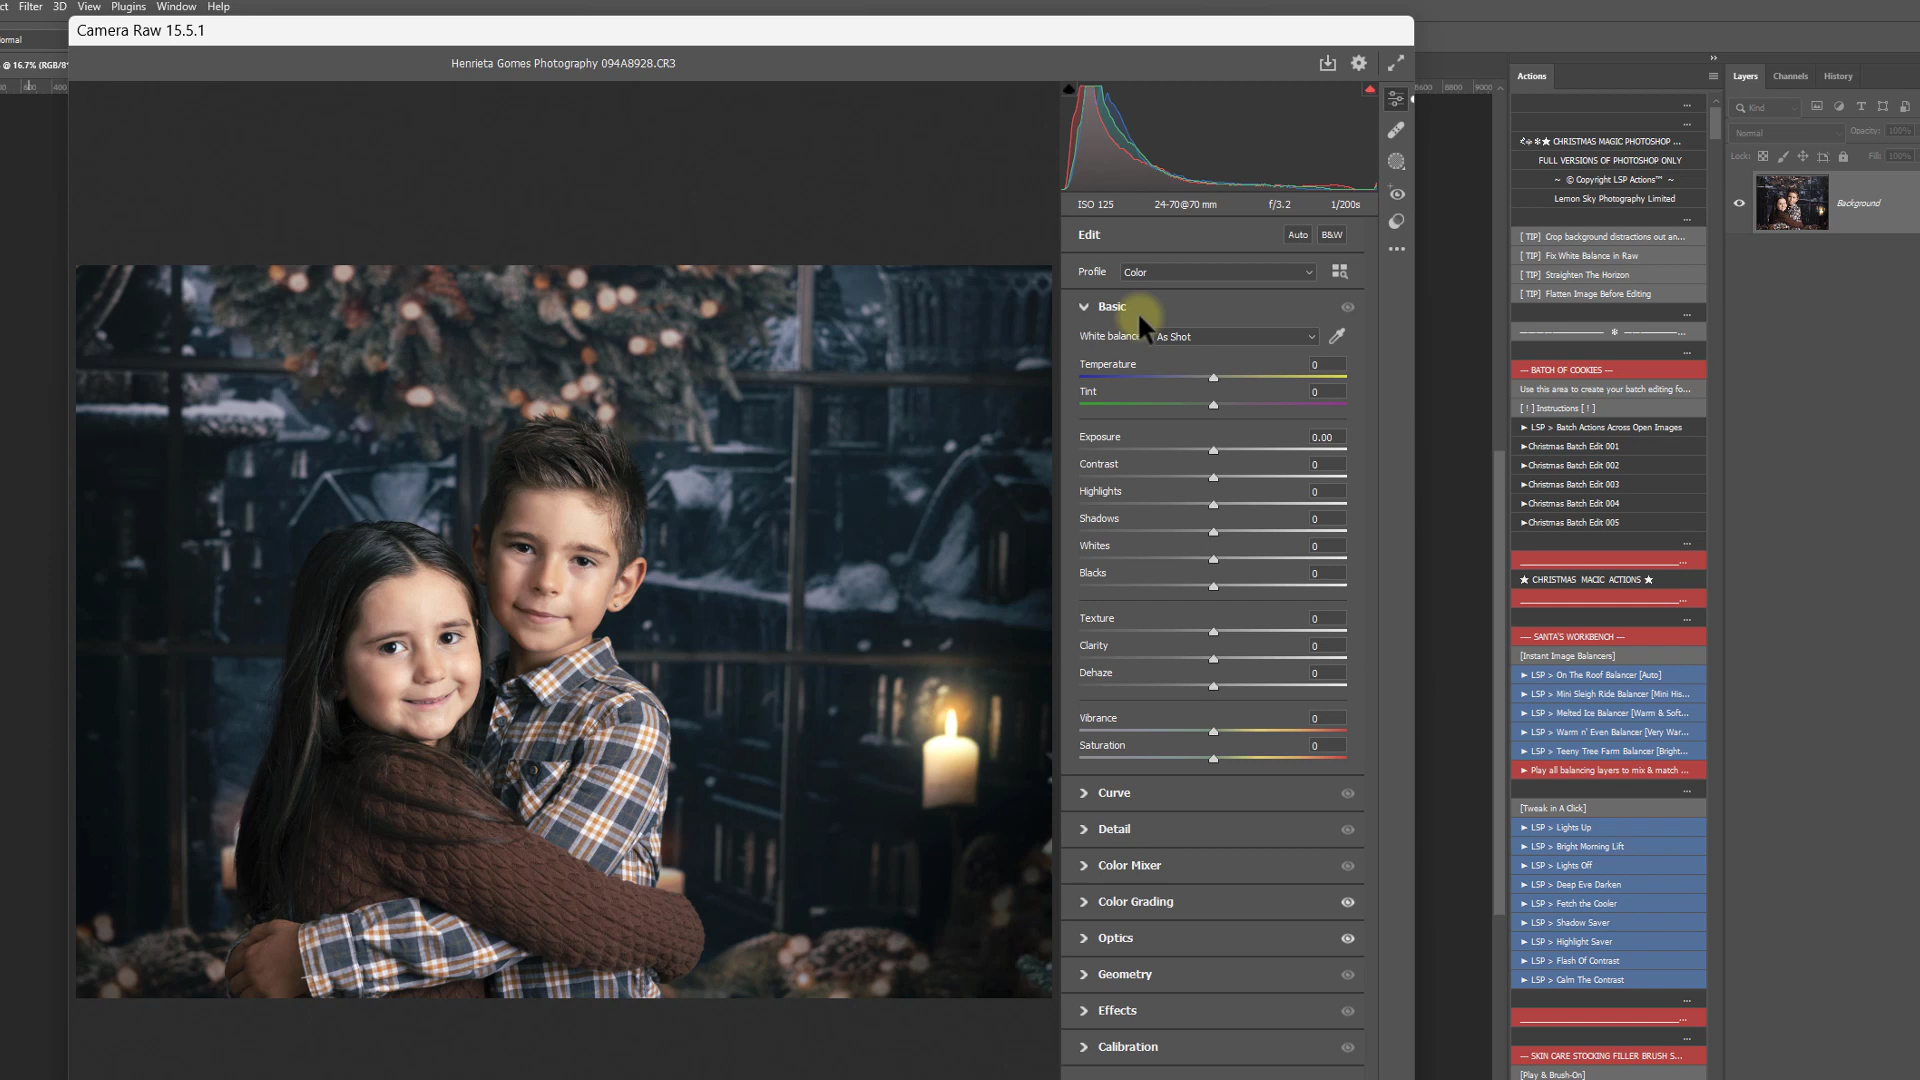 ct Filter 3D View Plugins Window Help
Camera Raw 15.5.1
ormal
@ 16.7% (RGB/8*
Henrieta Gomes Photography 094A8928.CR3
400
8600 8800 9000
ISO 125 24-70@70 mm f/3.2 1/200s
Edit Auto B&W
Profile Color
Basic
White balance As Shot
Temperature 0
Tint 0
Exposure 0.00
Contrast 0
Highlights 0
Shadows 0
Whites 0
Blacks 0
Texture 0
Clarity 0
Dehaze 0
Vibrance 0
Saturation 0
Curve
Detail
Color Mixer
Color Grading
Optics
Geometry
Effects
Calibration
Actions
...
...
CHRISTMAS MAGIC PHOTOSHOP ...
FULL VERSIONS OF PHOTOSHOP ONLY
~ © Copyright LSP Actions™ ~
Lemon Sky Photography Limited
...
[ TIP] Crop background distractions out an...
[ TIP] Fix White Balance in Raw
[ TIP] Straighten The Horizon
[ TIP] Flatten Image Before Editing
...
...
...
--- BATCH OF COOKIES ---
Use this area to create your batch editing fo...
[ ! ] Instructions [ ! ]
LSP > Batch Actions Across Open Images
Christmas Batch Edit 001
Christmas Batch Edit 002
Christmas Batch Edit 003
Christmas Batch Edit 004
Christmas Batch Edit 005
...
...
★ CHRISTMAS MAGIC ACTIONS ★
...
...
--- SANTA'S WORKBENCH ---
[Instant Image Balancers]
LSP > On The Roof Balancer [Auto]
LSP > Mini Sleigh Ride Balancer [Mini His...
LSP > Melted Ice Balancer [Warm & Soft...
LSP > Warm n' Even Balancer [Very War...
LSP > Teeny Tree Farm Balancer [Bright...
Play all balancing layers to mix & match ...
...
[Tweak in A Click]
LSP > Lights Up
LSP > Bright Morning Lift
LSP > Lights Off
LSP > Deep Eve Darken
LSP > Fetch the Cooler
LSP > Shadow Saver
LSP > Highlight Saver
LSP > Flash Of Contrast
LSP > Calm The Contrast
...
...
...
--- SKIN CARE STOCKING FILLER BRUSH S...
[Play & Brush-On]
Layers Channels History
Kind
Normal Opacity: 100%
Lock: Fill: 100%
Background